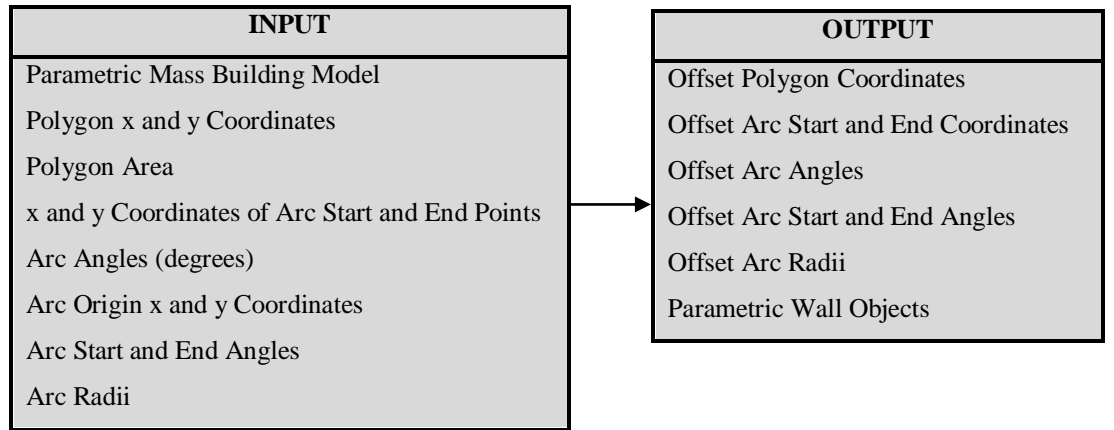 INPUT
Parametric Mass Building Model
Polygon x and y Coordinates
Polygon Area
x and y Coordinates of Arc Start and End Points
Arc Angles (degrees)
Arc Origin x and y Coordinates
Arc Start and End Angles
Arc Radii
OUTPUT
Offset Polygon Coordinates
Offset Arc Start and End Coordinates
Offset Arc Angles
Offset Arc Start and End Angles
Offset Arc Radii
Parametric Wall Objects